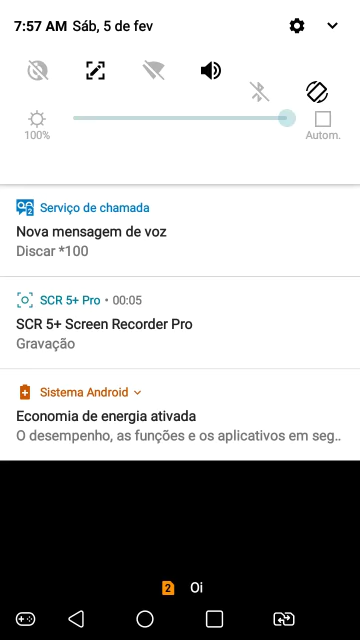 7:57 AM Sáb, 5 de fev
100%
Autom.
2 Serviço de chamada
Nova mensagem de voz
Discar *100
SCR 5+ Pro • 00:05
SCR 5+ Screen Recorder Pro
Gravação
Sistema Android
Economia de energia ativada
O desempenho, as funções e os aplicativos em seg..
2 Oi